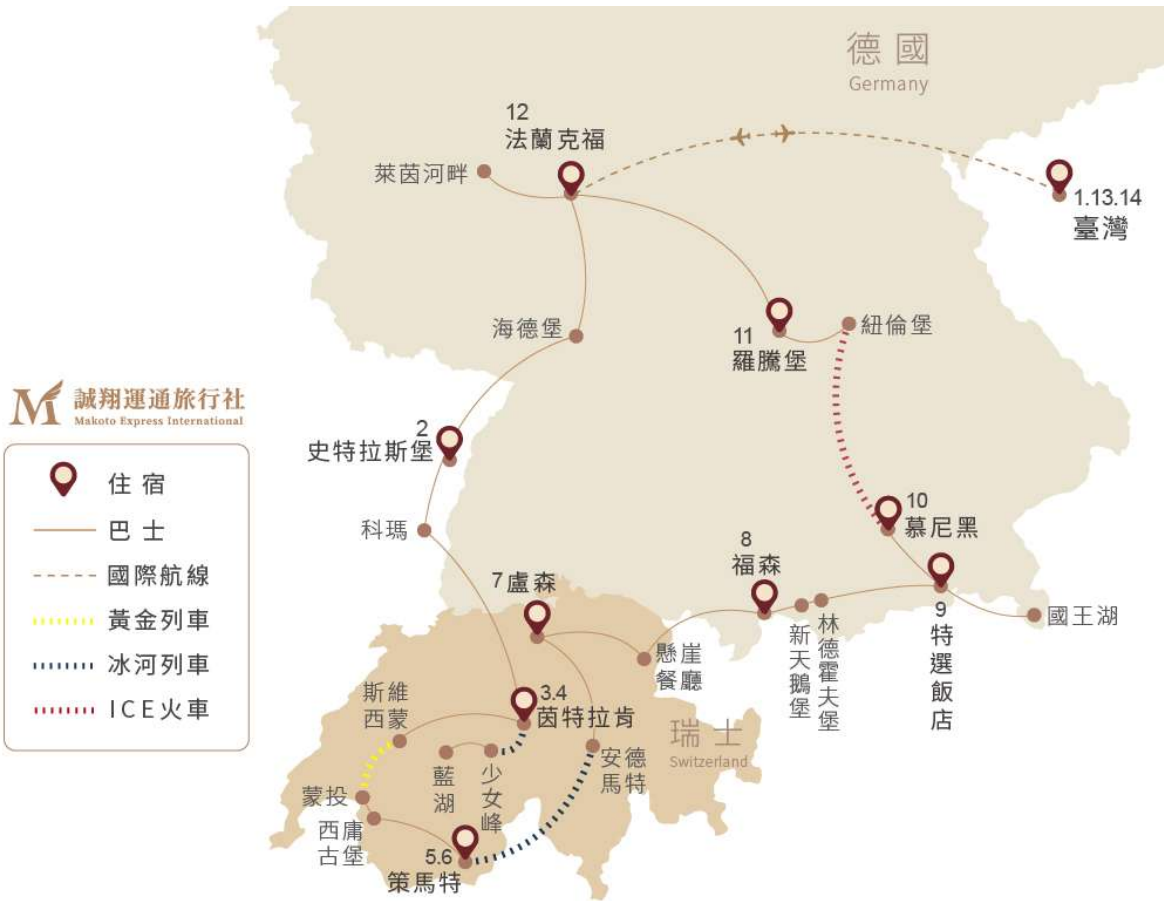 德國
Germany
12
法蘭克福
萊茵河畔
1.13.14
臺灣
海德堡
11
羅騰堡
紐倫堡
誠翔運通旅行社
Makoto Express International
住宿
巴士
國際航線
黃金列車
冰河列車
ICE火車
2
史特拉斯堡
科瑪
10
慕尼黑
8
福森
7 盧森
9
特選飯店
國王湖
林德霍夫堡
新天鵝堡
懸崖
餐廳
斯維
西蒙
3.4
茵特拉肯
瑞士
Switzerland
安德
馬特
藍湖
少女峰
蒙投
西庸
古堡
5.6
策馬特